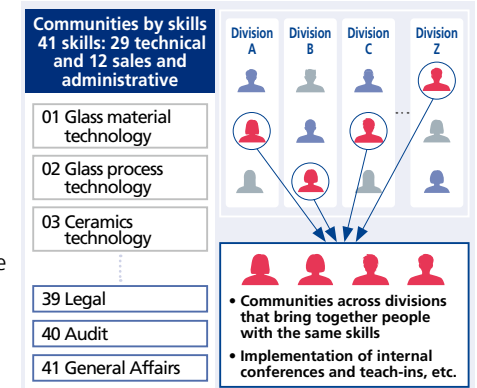 Communities by skills
41 skills: 29 technical
and 12 sales and
administrative
01 Glass material
technology
02 Glass process
technology
03 Ceramics
technology
39 Legal
40 Audit
41 General Affairs
Division
A
Division
B
Division
C
Division
Z
...
• Communities across divisions
that bring together people
with the same skills
• Implementation of internal
conferences and teach-ins, etc.
e